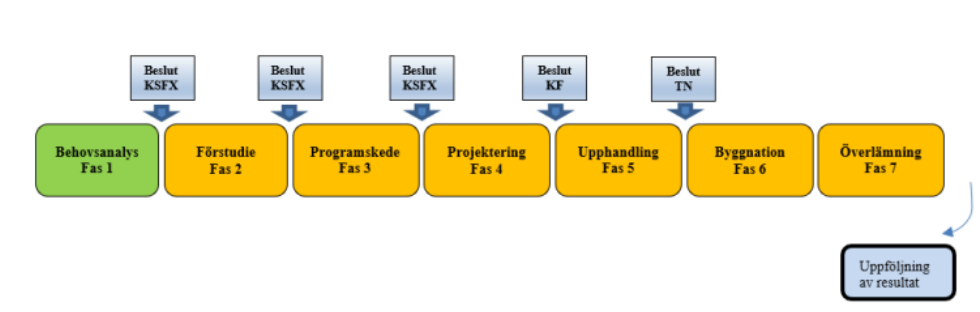 Beslut
KSFX
Beslut
KSFX
Beslut
KSFX
Beslut
KF
Beslut
TN
Behovsanalys
Fas 1
Förstudie
Fas 2
Programskede
Fas 3
Projektering
Fas 4
Upphandling
Fas 5
Byggnation
Fas 6
Överlämning
Fas 7
Uppföljning
av resultat